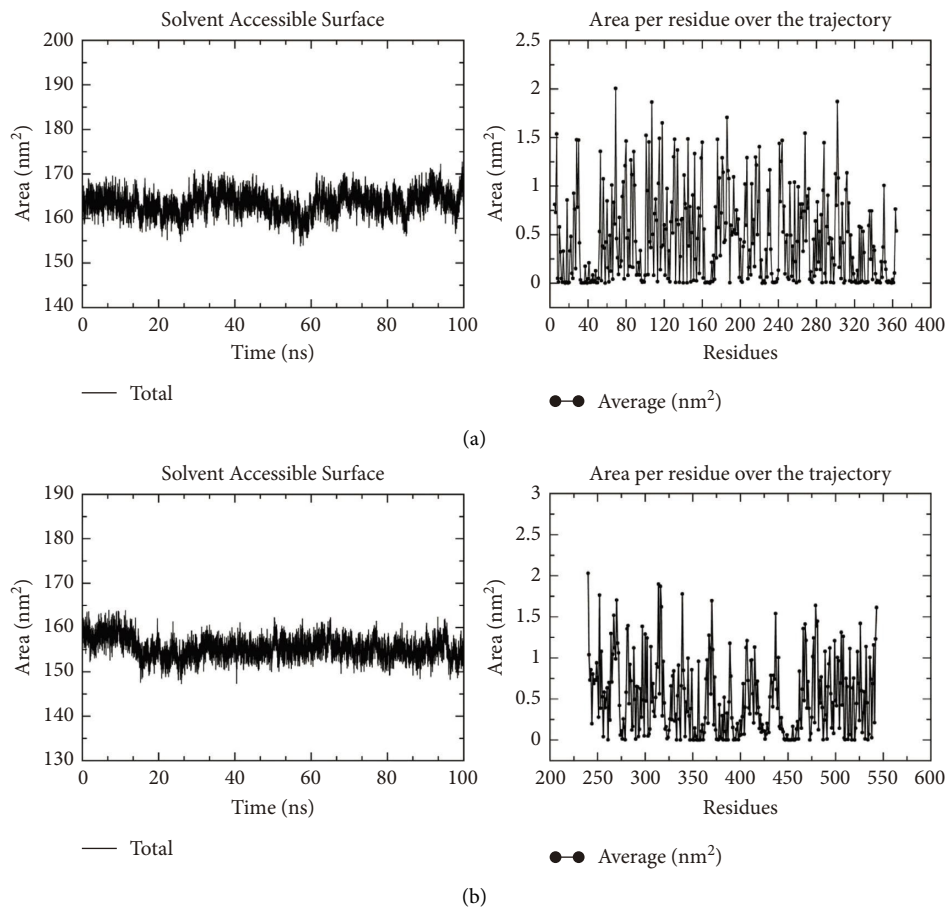 Solvent Accessible Surface
Area (nm²)
200
190
180
170
160
150
140
0 20 40 60 80 100
Time (ns)
Total
Area per residue over the trajectory
Area (nm²)
2.5
2
1.5
1
0.5
0
0 40 80 120 160 200 240 280 320 360 400
Residues
Average (nm²)
(a)
Solvent Accessible Surface
Area (nm²)
190
180
170
160
150
140
130
0 20 40 60 80 100
Time (ns)
Total
Area per residue over the trajectory
Area (nm²)
3
2.5
2
1.5
1
0.5
0
200 250 300 350 400 450 500 550 600
Residues
Average (nm²)
(b)